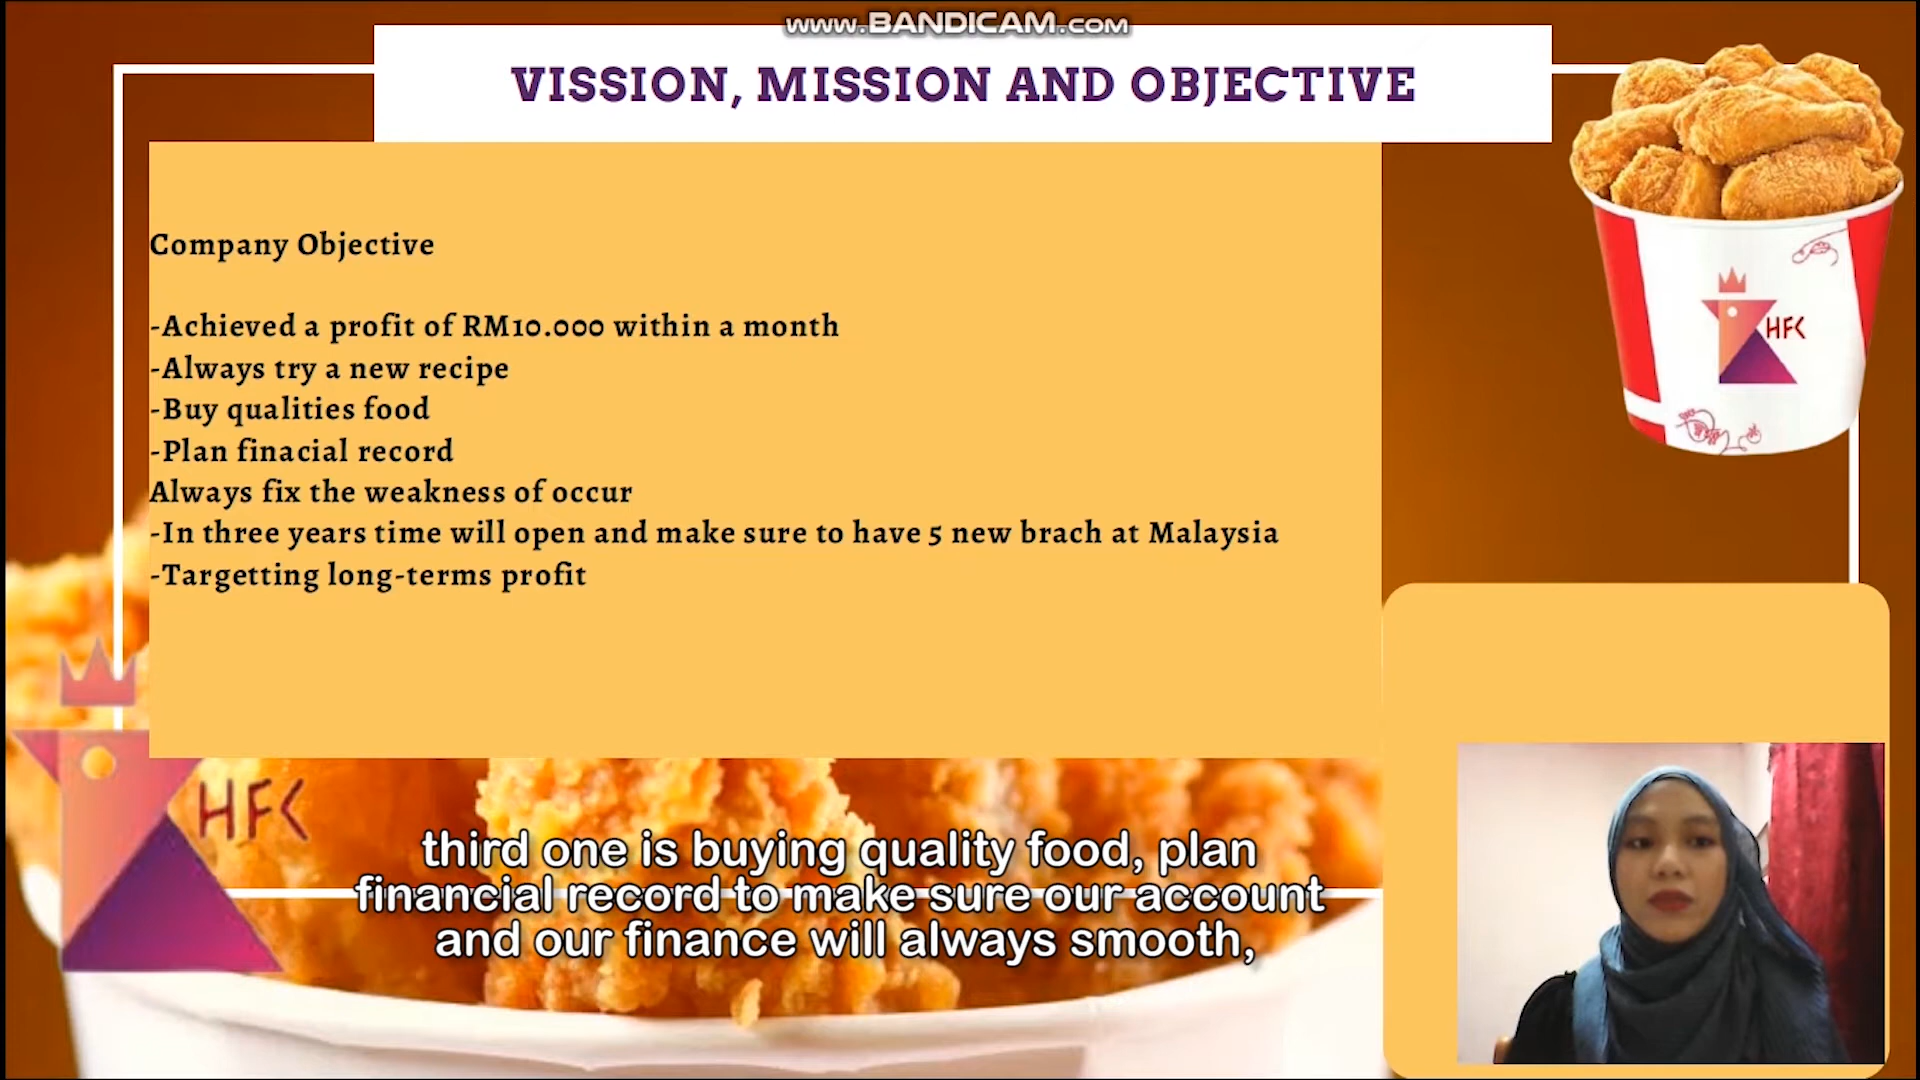 www.BANDICAM.com
VISSION, MISSION AND OBJECTIVE
Company Objective
-Achieved a profit of RM10.000 within a month
-Always try a new recipe
-Buy qualities food
-Plan finacial record
Always fix the weakness of occur
-In three years time will open and make sure to have 5 new brach at Malaysia
-Targetting long-terms profit
HFC
HFC
third one is buying quality food, plan
financial record to make sure our account
and our finance will always smooth,